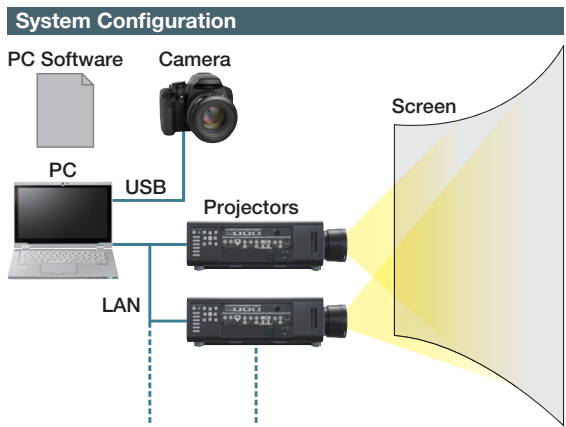 System Configuration
PC Software
Camera
Screen
PC
USB
Projectors
LAN